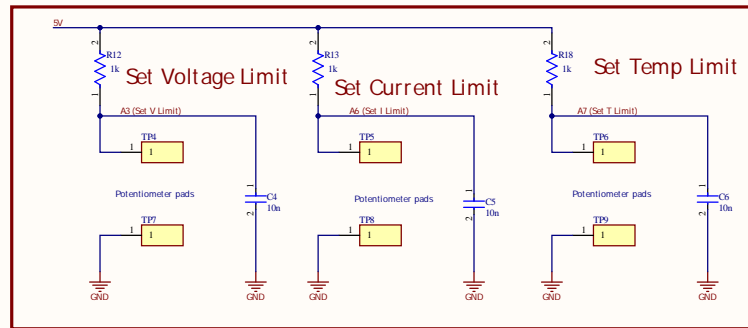 5V
2
R12
1k
1
Set Voltage Limit
2
R13
1k
1
Set Current Limit
2
R18
1k
1
Set Temp Limit
A3 (Set V Limit)
A6 (Set I Limit)
A7 (Set T Limit)
TP4
1
1
TP5
1
1
TP6
1
1
Potentiometer pads
1
C4
10n
2
Potentiometer pads
1
C5
10n
2
Potentiometer pads
1
C6
10n
2
TP7
1
1
TP8
1
1
TP9
1
1
GND
GND
GND
GND
GND
GND